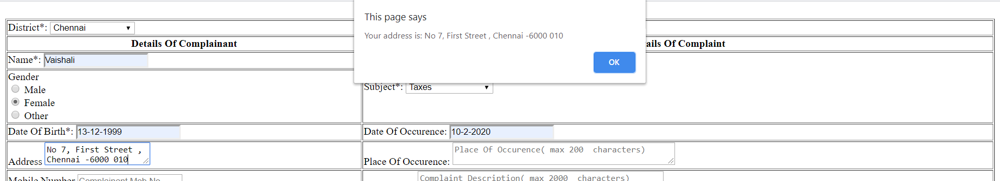 This page says
Your address is: No 7, First Street , Chennai -6000 010
OK
District*: Chennai
Details Of Complainant
ails Of Complaint
Name*: Vaishali
Gender
Male
Female
Other
Subject*: Taxes
Date Of Birth*: 13-12-1999
Date Of Occurence: 10-2-2020
Address No 7, First Street ,
Chennai -6000 010
Place Of Occurence: Place Of Occurence( max 200 characters)
Mobile Number Complainant Mob No
Complaint Description( max 2000 characters)